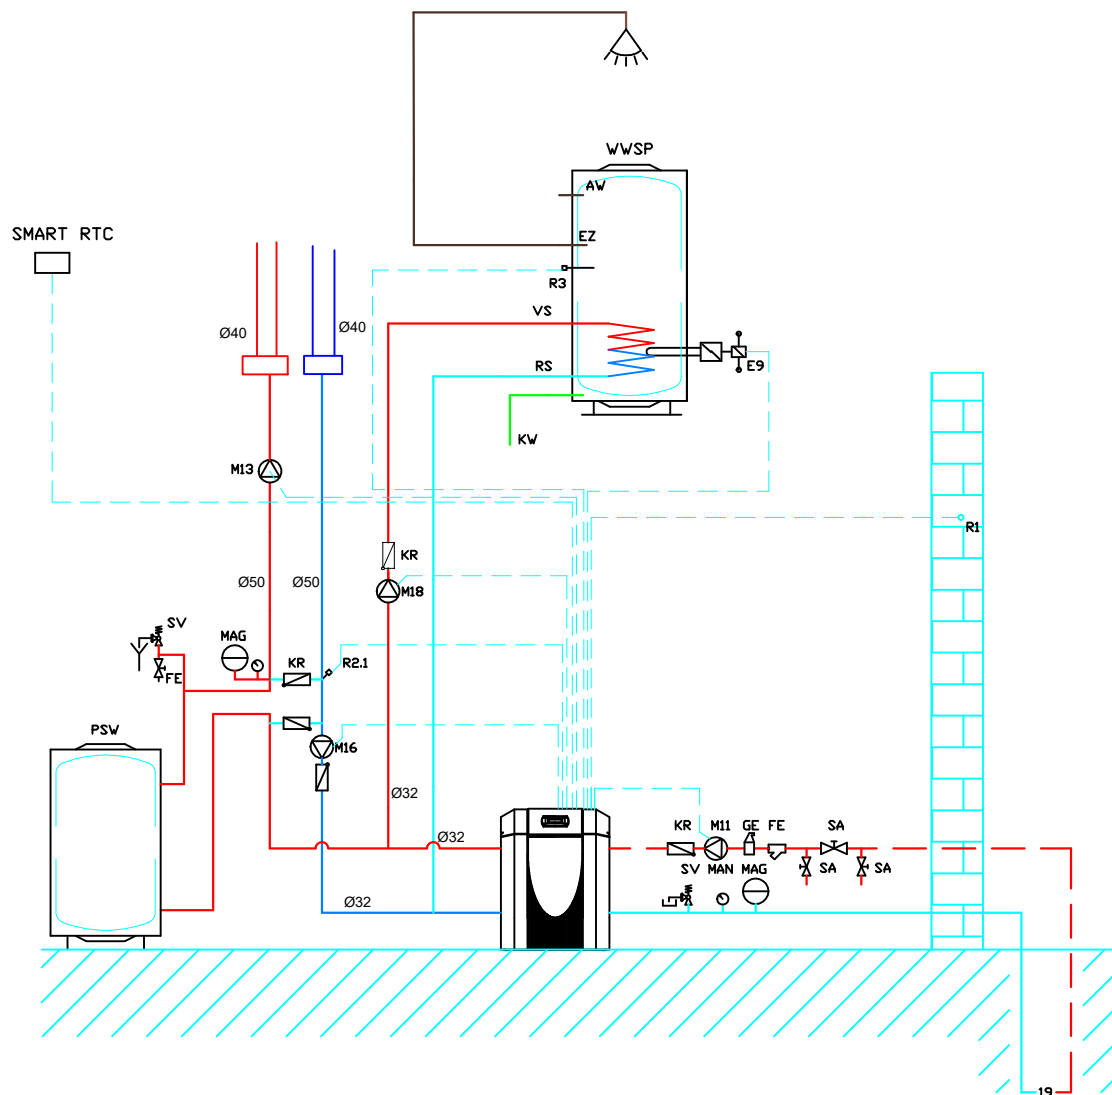 WWSP
AW
SMART RTC
EZ
R3
VS
Ø40
Ø40
RS
E9
KW
M13
R1
KR
Ø50
Ø50
M18
SV
MAG
KR
R2.1
FE
PSW
M16
Ø32
Ø32
KR
M11
GE
FE
SA
SV
MAN
MAG
SA
SA
Ø32
19